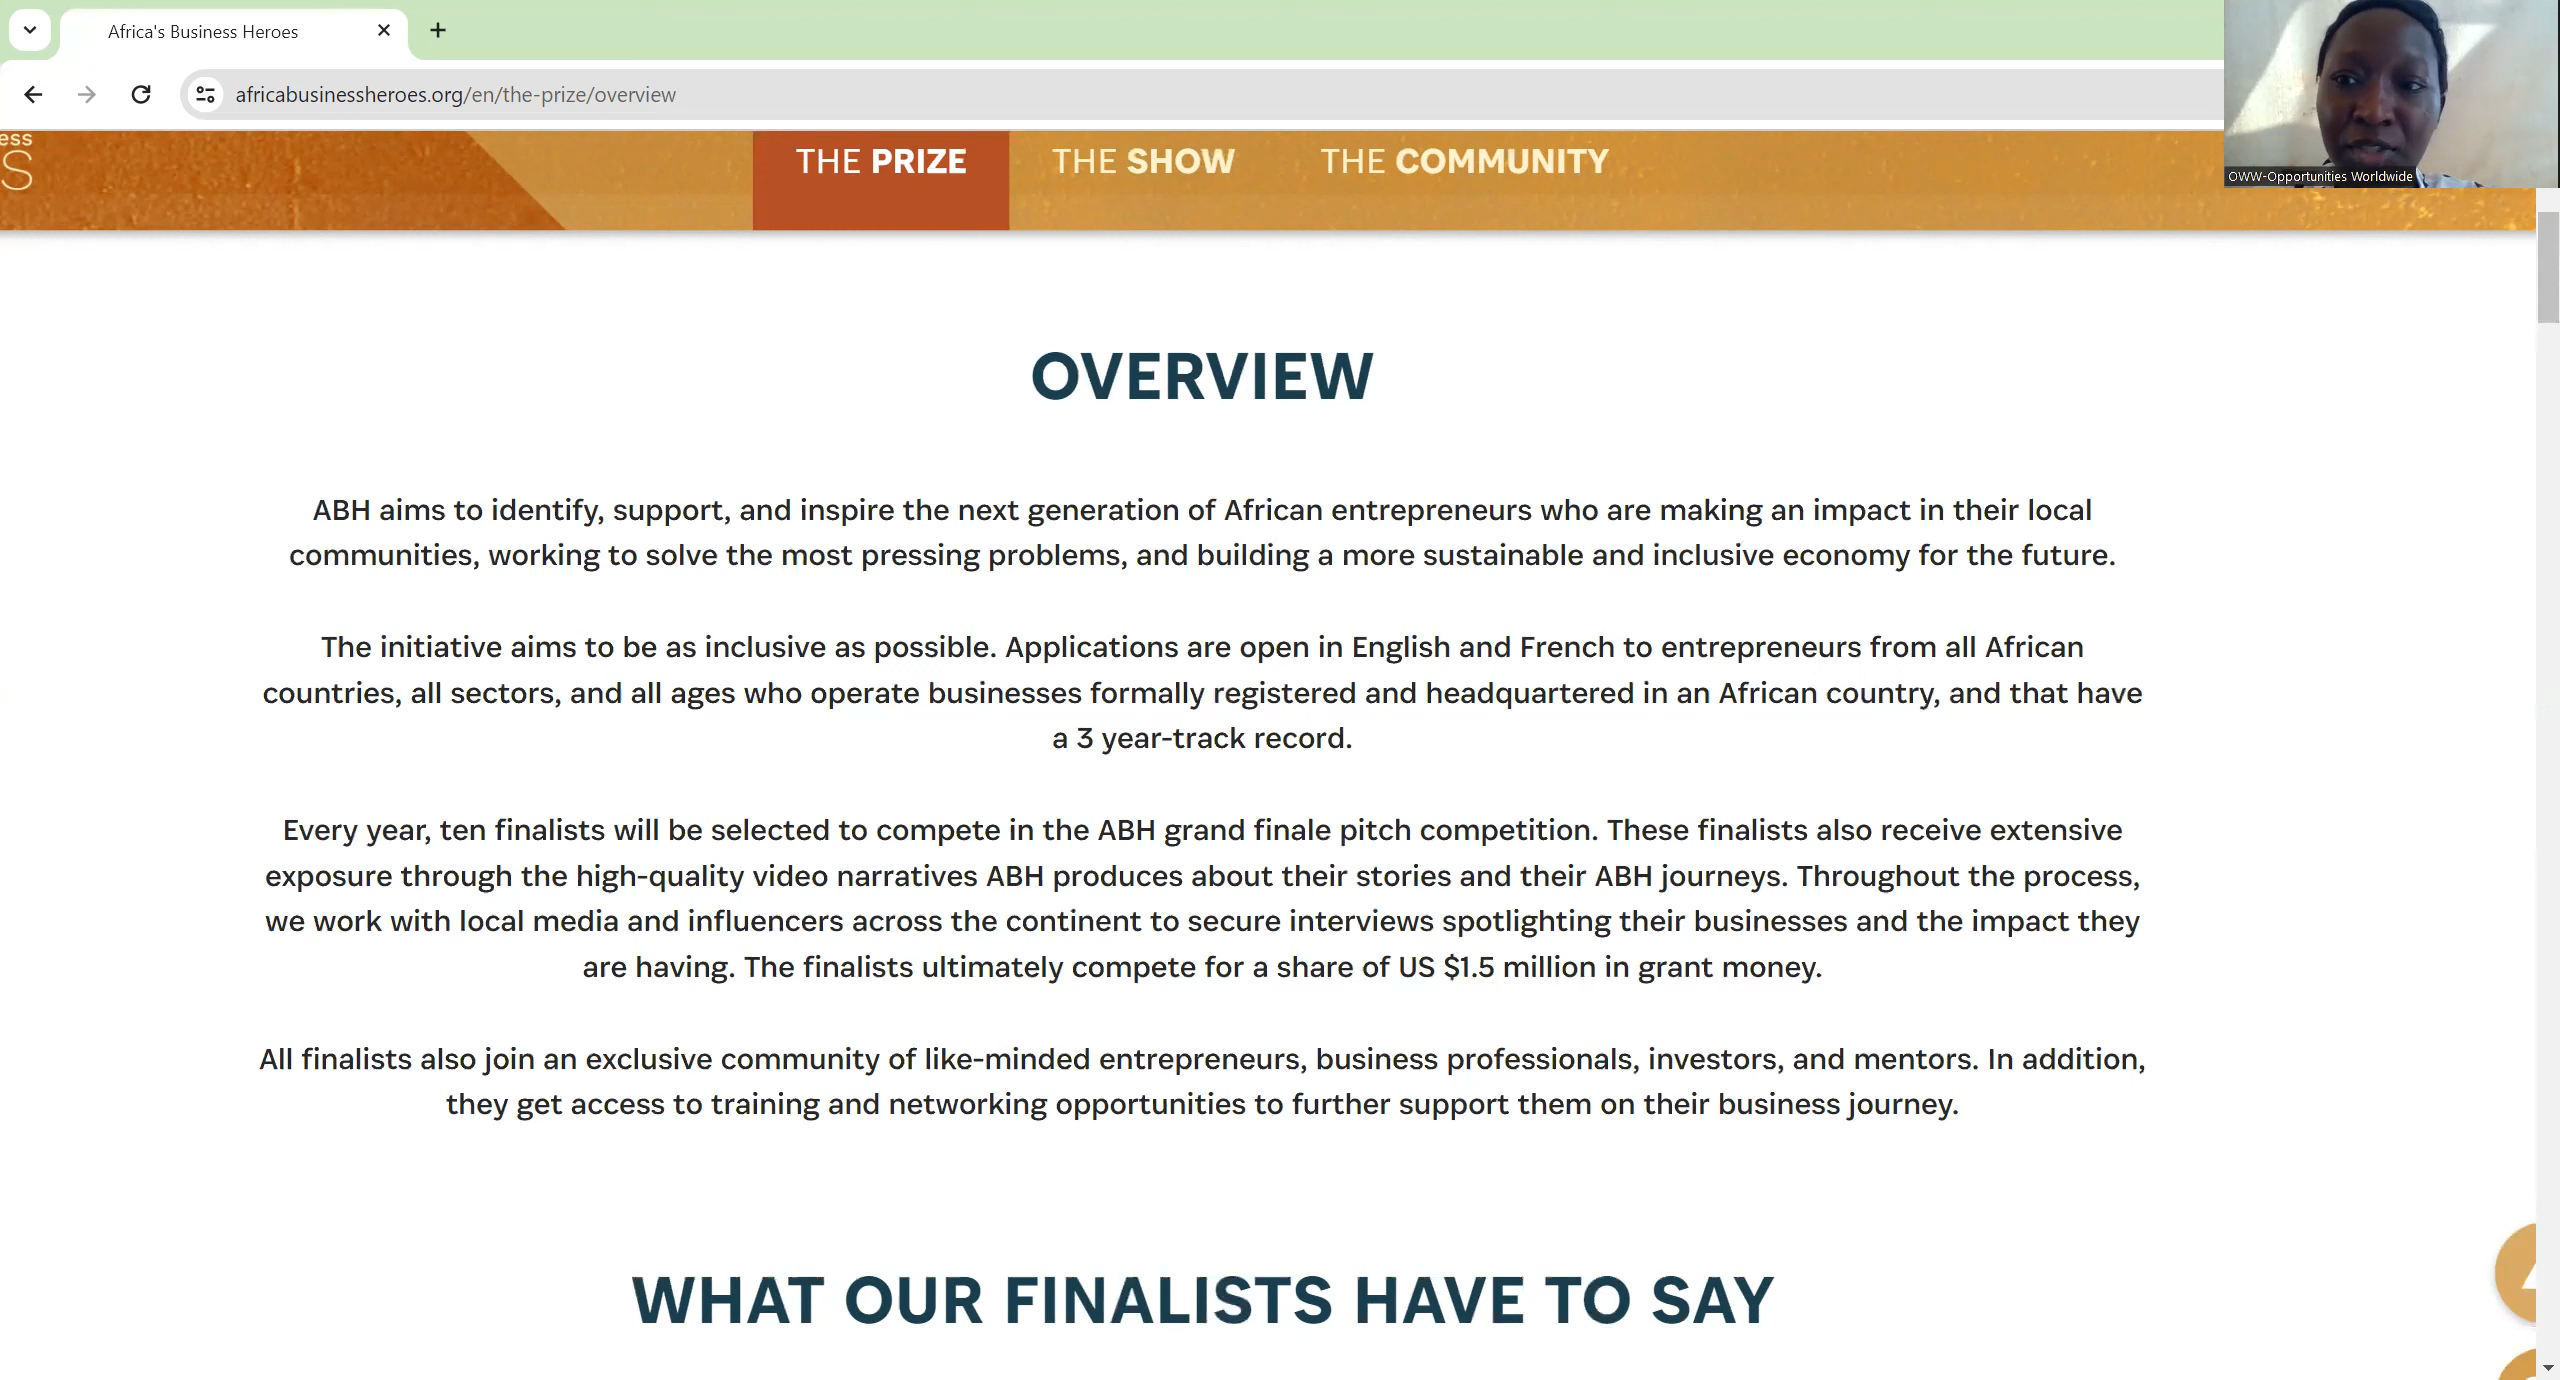 Africa's Business Heroes
africabusinessheroes.org/en/the-prize/overview
OWW-Opportunities Worldwide
ess
S
THE PRIZE
THE SHOW
THE COMMUNITY
OVERVIEW
ABH aims to identify, support, and inspire the next generation of African entrepreneurs who are making an impact in their local
communities, working to solve the most pressing problems, and building a more sustainable and inclusive economy for the future.
The initiative aims to be as inclusive as possible. Applications are open in English and French to entrepreneurs from all African
countries, all sectors, and all ages who operate businesses formally registered and headquartered in an African country, and that have
a 3 year-track record.
Every year, ten finalists will be selected to compete in the ABH grand finale pitch competition. These finalists also receive extensive
exposure through the high-quality video narratives ABH produces about their stories and their ABH journeys. Throughout the process,
we work with local media and influencers across the continent to secure interviews spotlighting their businesses and the impact they
are having. The finalists ultimately compete for a share of US $1.5 million in grant money.
All finalists also join an exclusive community of like-minded entrepreneurs, business professionals, investors, and mentors. In addition,
they get access to training and networking opportunities to further support them on their business journey.
WHAT OUR FINALISTS HAVE TO SAY